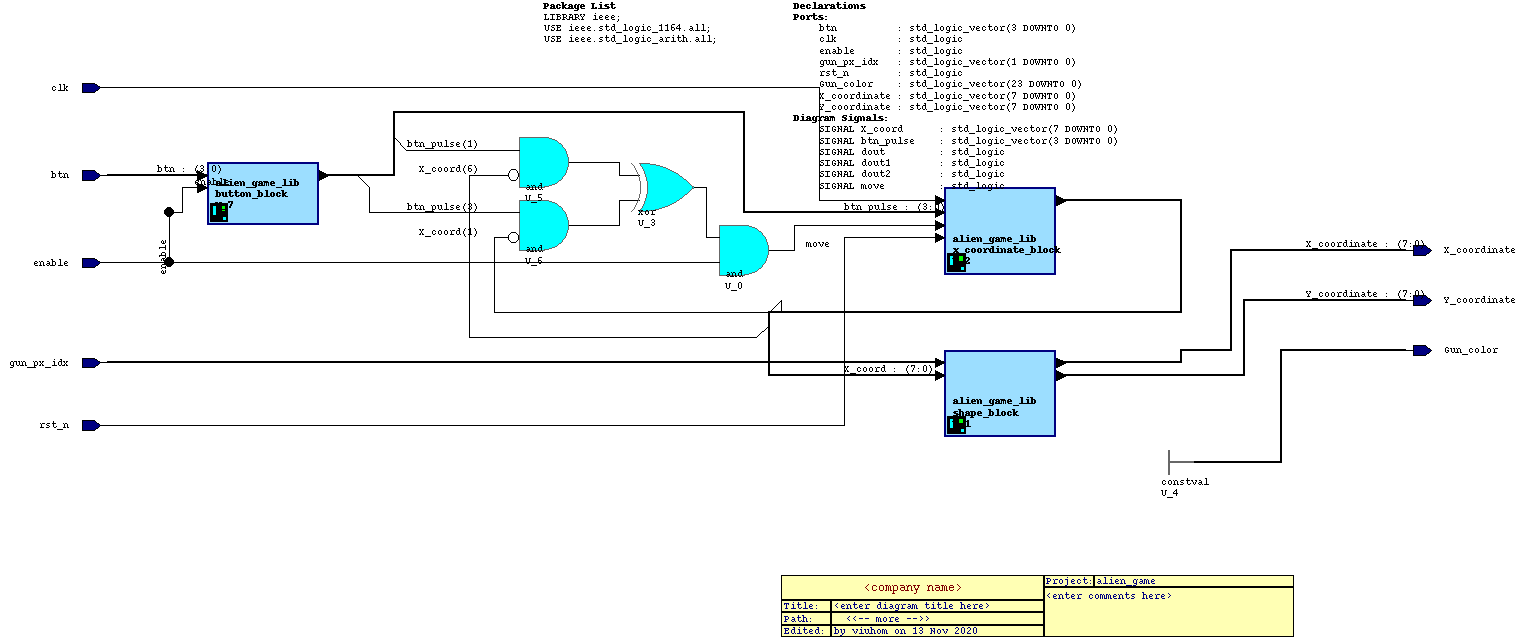 Package List
LIBRARY ieee;
USE ieee.std_logic_1164.all;
USE ieee.std_logic_arith.all;
Declarations
Ports:
btn : std_logic_vector(3 DOWNTO 0)
clk : std_logic
enable : std_logic
gun_px_idx : std_logic_vector(1 DOWNTO 0)
rst_n : std_logic
Gun_color : std_logic_vector(23 DOWNTO 0)
X_coordinate : std_logic_vector(7 DOWNTO 0)
Y_coordinate : std_logic_vector(7 DOWNTO 0)
Diagram Signals:
SIGNAL X_coord : std_logic_vector(7 DOWNTO 0)
SIGNAL btn_pulse : std_logic_vector(3 DOWNTO 0)
SIGNAL dout : std_logic
SIGNAL dout1 : std_logic
SIGNAL dout2 : std_logic
SIGNAL move : std_logic
clk
btn
btn : (3:0)
enable
alien_game_lib
button_block
U_7
enable
enable
btn_pulse(1)
X_coord(6)
and
U_5
btn_pulse(3)
X_coord(1)
and
U_6
xor
U_3
and
U_0
move
btn_pulse : (3:0)
alien_game_lib
x_coordinate_block
U_2
X_coordinate : (7:0)
X_coordinate
Y_coordinate : (7:0)
Y_coordinate
Gun_color
gun_px_idx
X_coord : (7:0)
alien_game_lib
shape_block
U_1
rst_n
constval
U_4
<company name>
Title: <enter diagram title here>
Path: <<-- more -->>
Edited: by viuhom on 13 Nov 2020
Project: alien_game
<enter comments here>